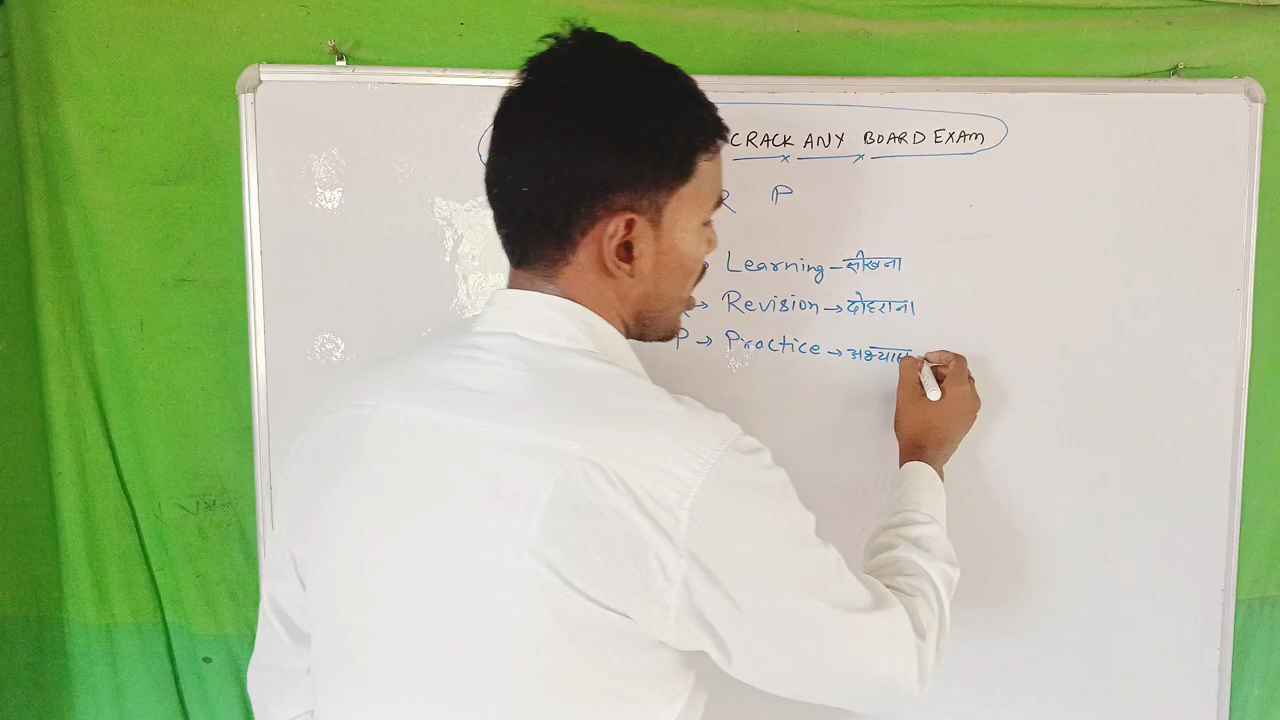 CRACK ANY BOARD EXAM
R P
Learning – सीखना
→ Revision → दोहराना
P → Practice → अभ्यास